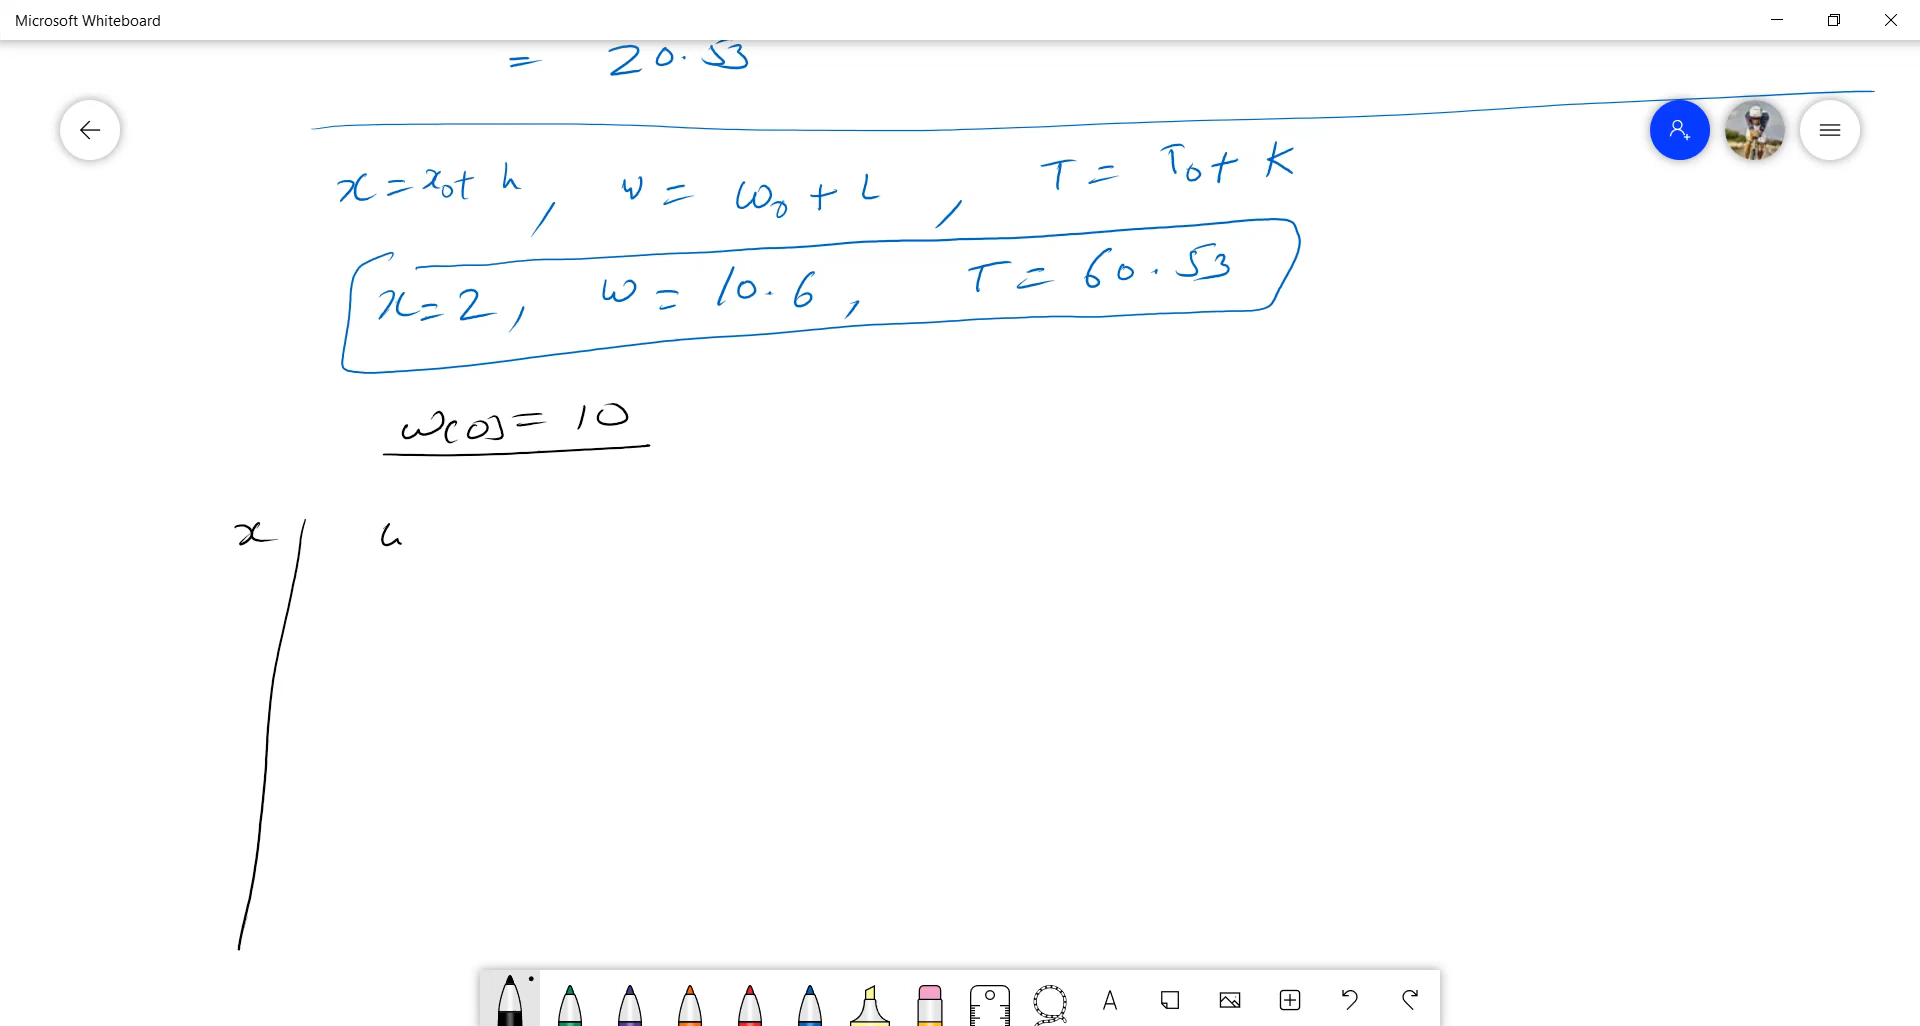 Microsoft Whiteboard
= 20.53
x = x₀ + h, w = w₀ + L, T = T₀ + K
x = 2, w = 10.6, T = 60.53
w(0) = 10
x
A